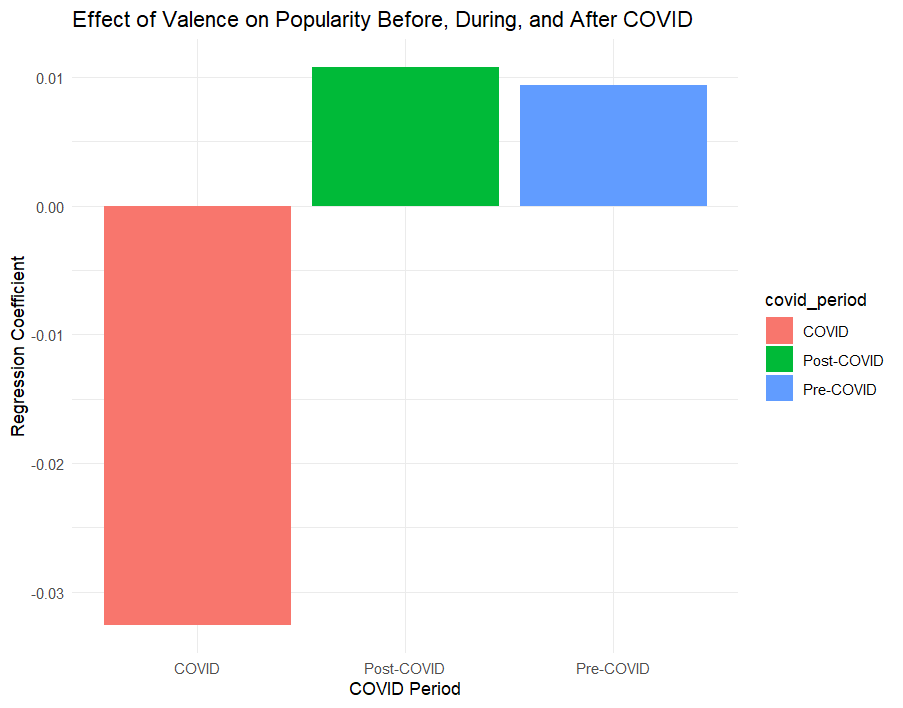 Effect of Valence on Popularity Before, During, and After COVID
0.01
0.00
-0.01
-0.02
-0.03
Regression Coefficient
COVID
Post-COVID
Pre-COVID
COVID Period
covid_period
COVID
Post-COVID
Pre-COVID